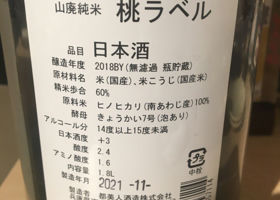 山廃純米 桃ラベル
品目 日本酒
醸造年度 2018BY(無濾過 瓶貯蔵)
原材料名 米(国産)、米こうじ(国産)
精米歩合 60%
原料米 ヒノヒカリ(南あわじ産)100%
酵母 きょうかい7号(泡あり)
アルコール分 14度以上15度未満
日本酒度 +3
酸度 2.4
アミノ酸度 1.6
内容量 1.8L
製造年月 2021 -11-
製造者 都美人酒造株式会社
中栓